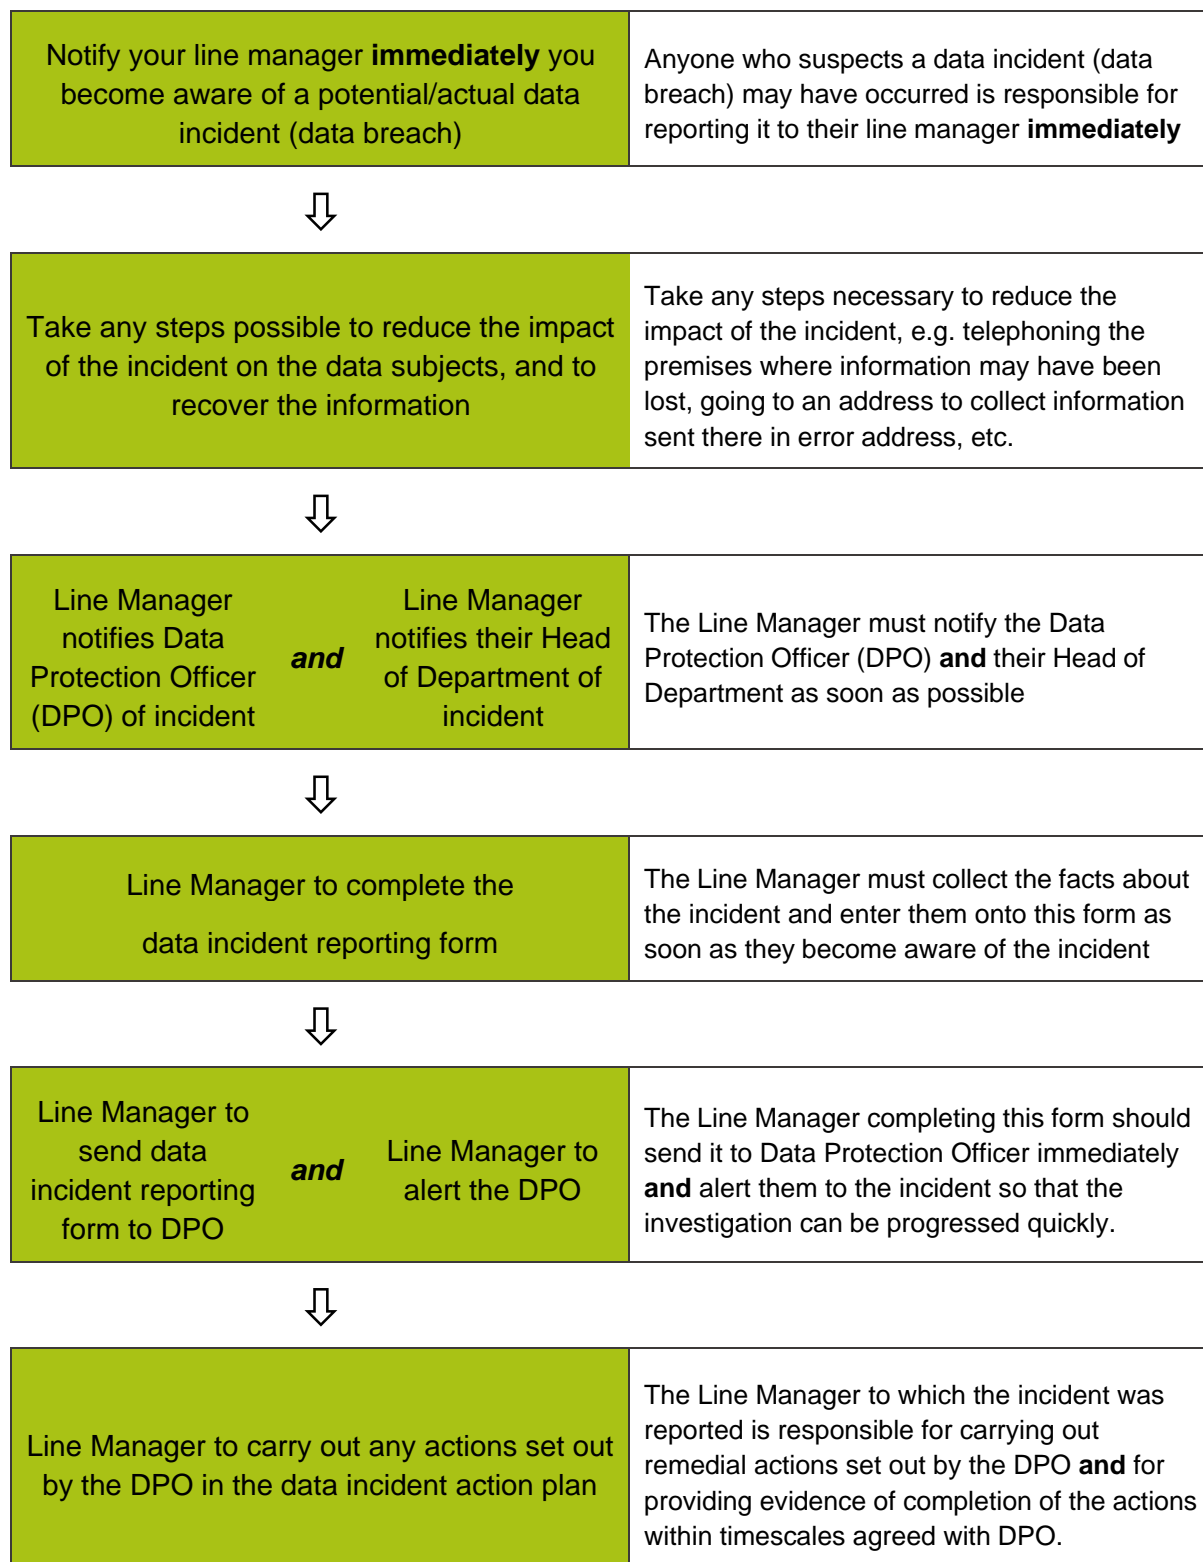 Notify your line manager immediately you
become aware of a potential/actual data
incident (data breach)
Anyone who suspects a data incident (data
breach) may have occurred is responsible for
reporting it to their line manager immediately
Take any steps possible to reduce the impact
of the incident on the data subjects, and to
recover the information
Take any steps necessary to reduce the
impact of the incident, e.g. telephoning the
premises where information may have been
lost, going to an address to collect information
sent there in error address, etc.
Line Manager
notifies Data
Protection Officer
(DPO) of incident
and
Line Manager
notifies their Head
of Department of
incident
The Line Manager must notify the Data
Protection Officer (DPO) and their Head of
Department as soon as possible
Line Manager to complete the
data incident reporting form
The Line Manager must collect the facts about
the incident and enter them onto this form as
soon as they become aware of the incident
Line Manager to
send data
incident reporting
form to DPO
and
Line Manager to
alert the DPO
The Line Manager completing this form should
send it to Data Protection Officer immediately
and alert them to the incident so that the
investigation can be progressed quickly.
Line Manager to carry out any actions set out
by the DPO in the data incident action plan
The Line Manager to which the incident was
reported is responsible for carrying out
remedial actions set out by the DPO and for
providing evidence of completion of the actions
within timescales agreed with DPO.